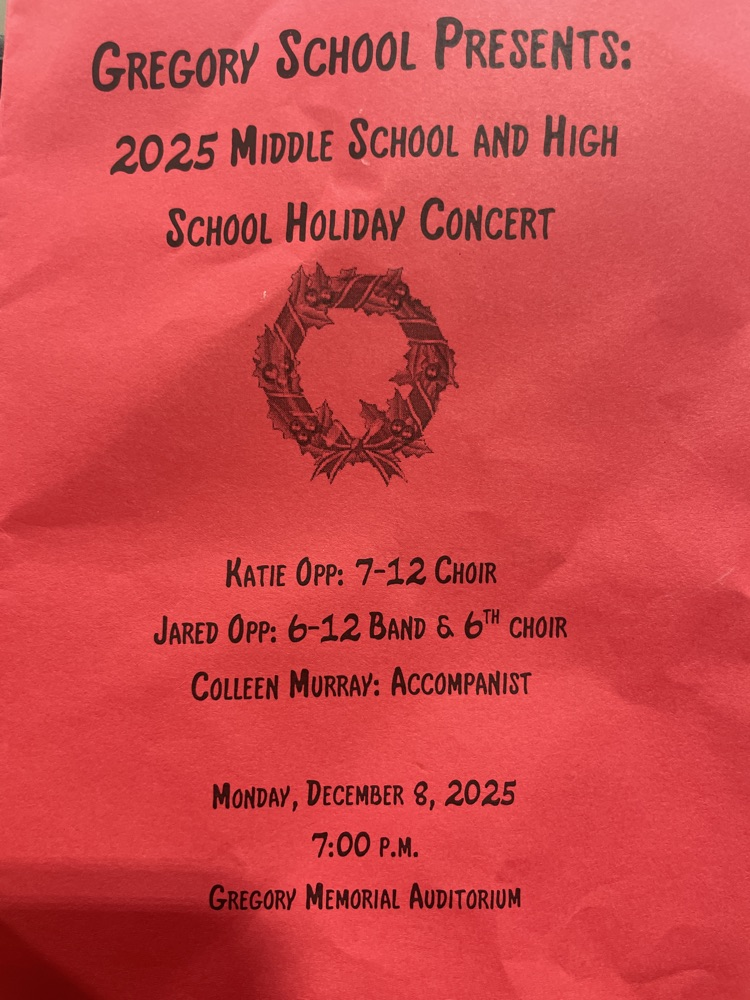 Gregory School Presents:
2025 Middle School and High
School Holiday Concert
Katie Opp: 7-12 Choir
Jared Opp: 6-12 Band & 6th choir
Colleen Murray: Accompanist
Monday, December 8, 2025
7:00 p.m.
Gregory Memorial Auditorium